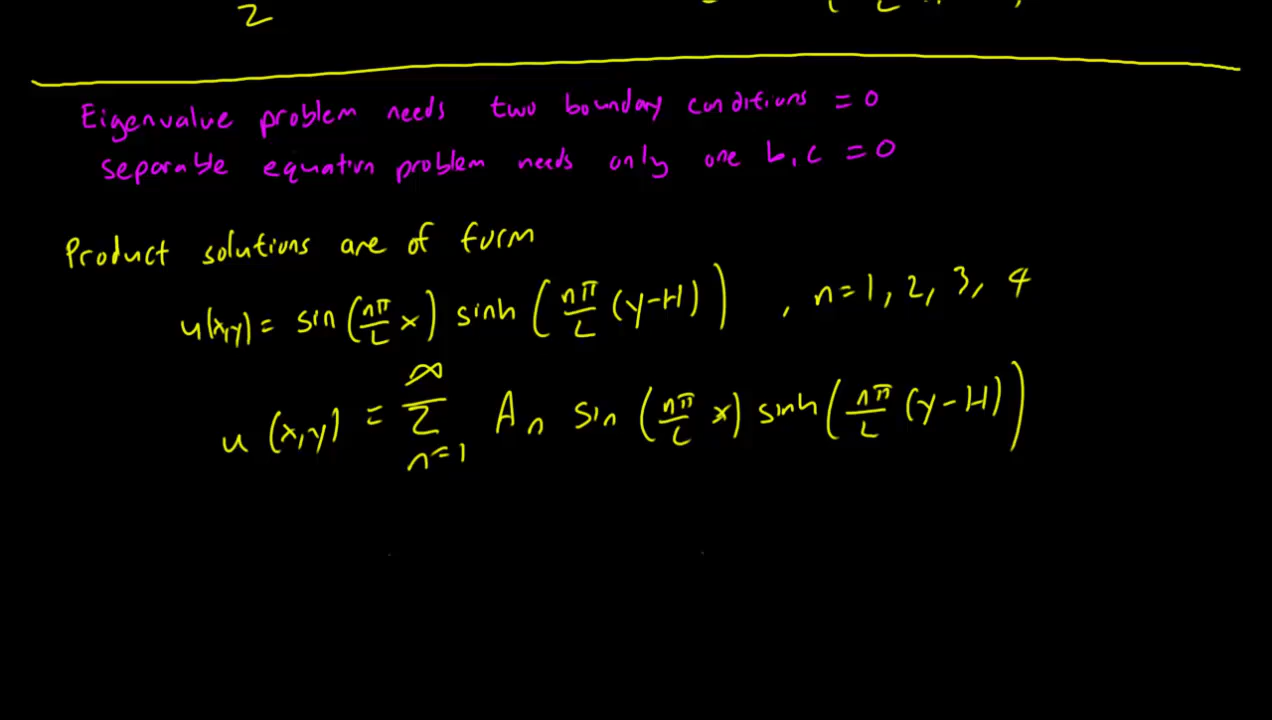 2
Eigenvalue problem needs two boundary conditions = 0
separable equation problem needs only one b.c = 0
Product solutions are of form
u(x,y) = sin(nπ/L x) sinh(nπ/L (y-H)) , n=1, 2, 3, 4
u(x,y) = ∑_{n=1}^{∞} A_n sin(nπ/L x) sinh(nπ/L (y-H))